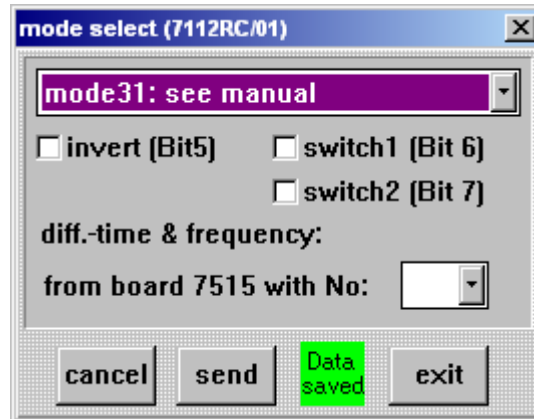 mode select (7112RC/01)
mode31: see manual
invert (Bit5) switch1 (Bit 6)
switch2 (Bit 7)
diff.-time & frequency:
from board 7515 with No:
cancel send Data saved exit